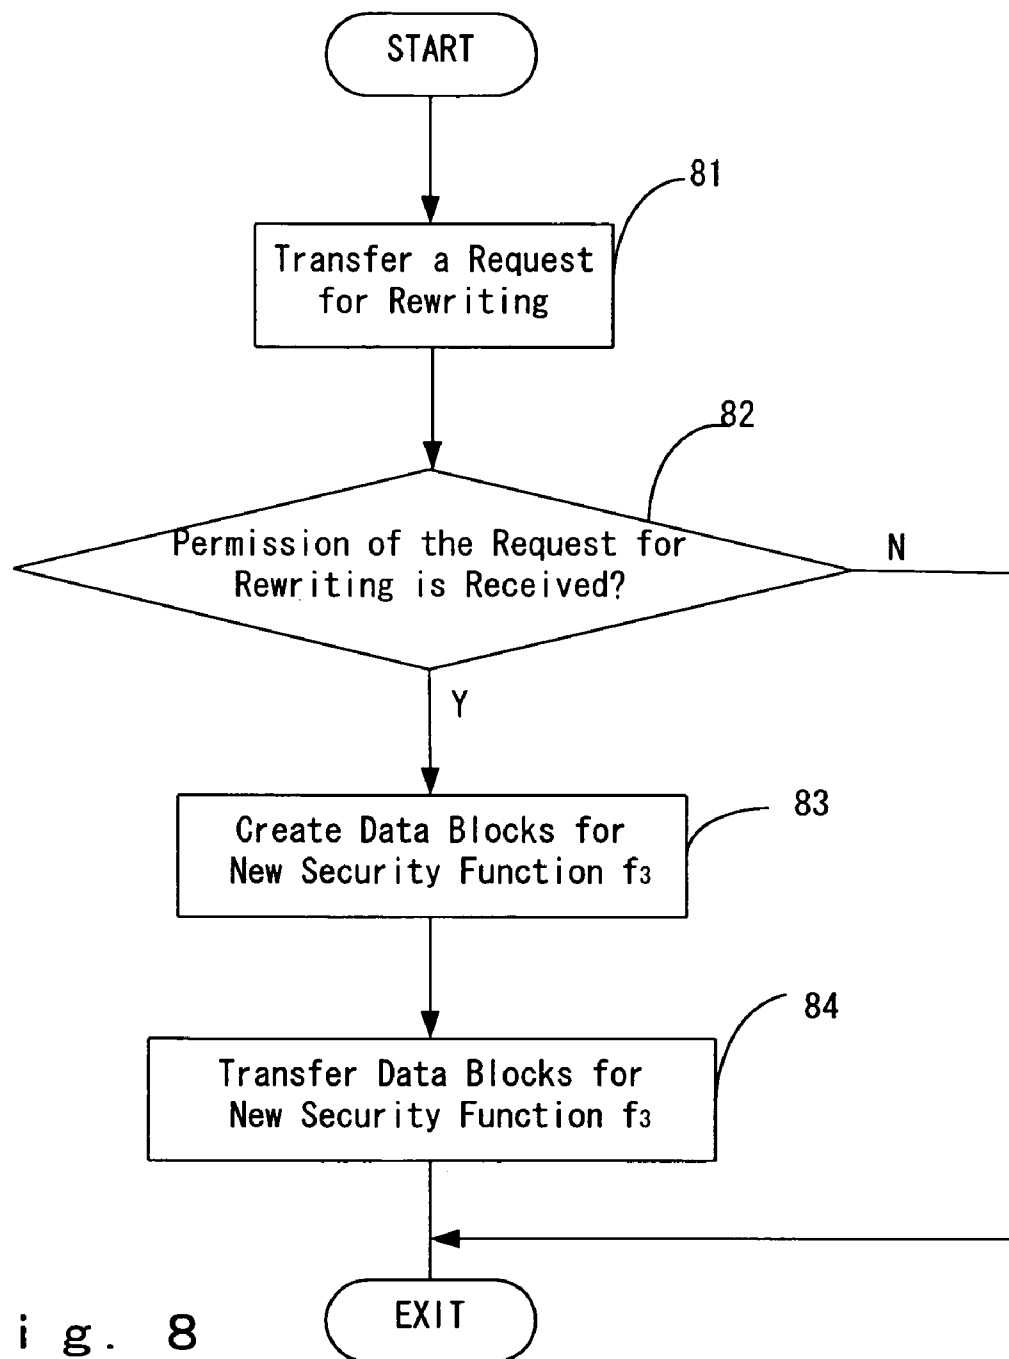 START
81
Transfer a Request
for Rewriting
82
Permission of the Request for
Rewriting is Received?
N
Y
83
Create Data Blocks for
New Security Function f₃
84
Transfer Data Blocks for
New Security Function f₃
EXIT
ig. 8